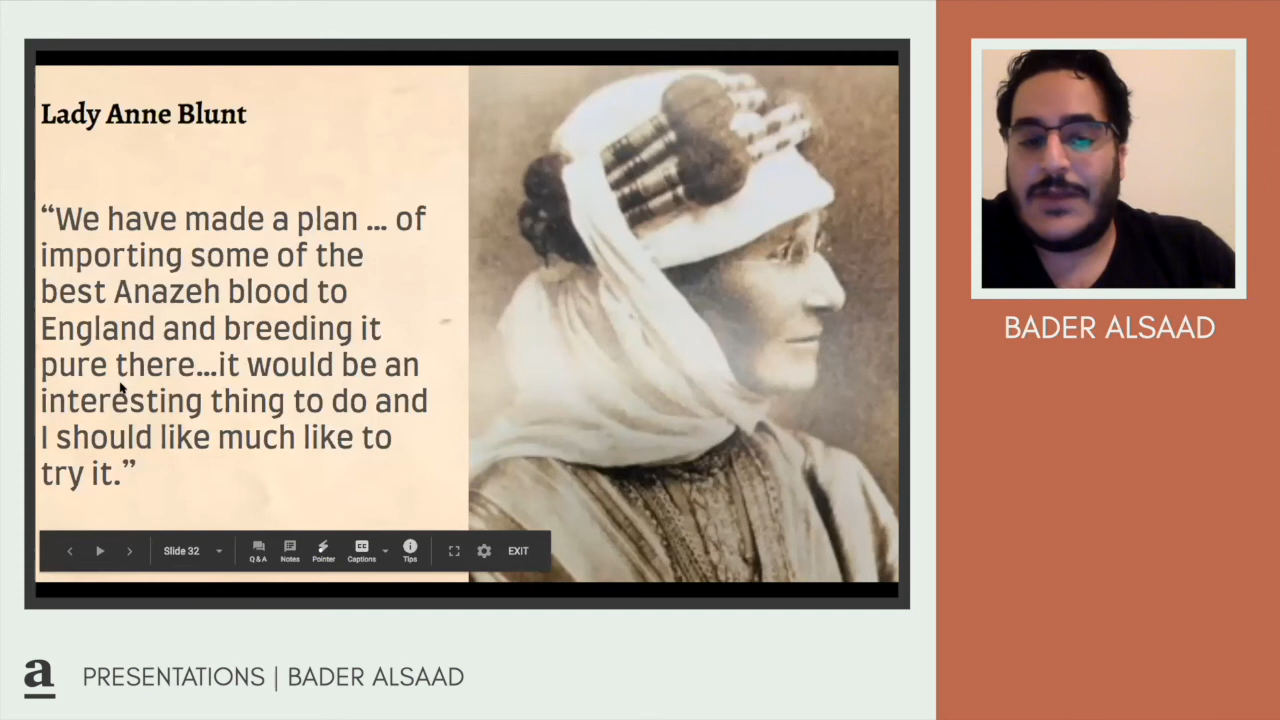 Lady Anne Blunt
“We have made a plan ... of
importing some of the
best Anazeh blood to
England and breeding it
pure there...it would be an
interesting thing to do and
I should like much like to
try it.”
Slide 32
Q&A
Notes
Pointer
Captions
Tips
EXIT
BADER ALSAAD
a
PRESENTATIONS | BADER ALSAAD